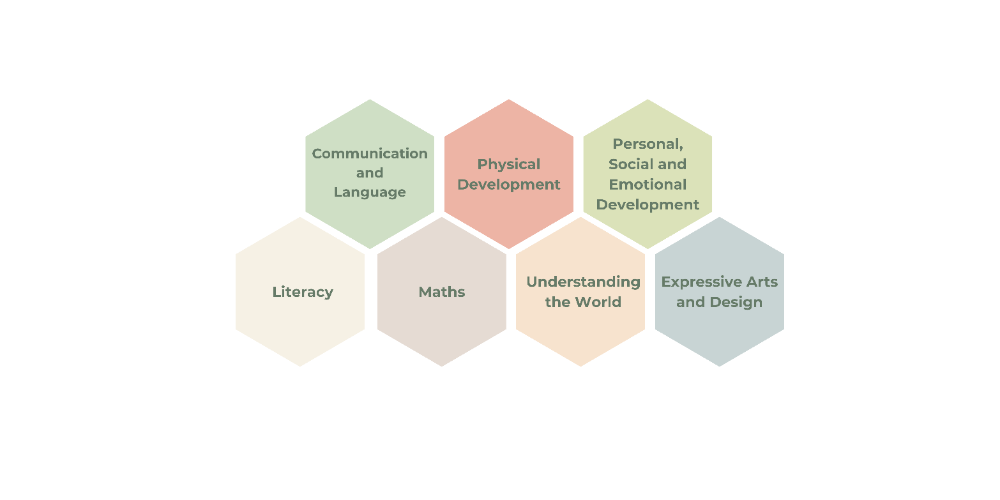 Communication
and
Language
Physical
Development
Personal,
Social and
Emotional
Development
Literacy
Maths
Understanding
the World
Expressive Arts
and Design